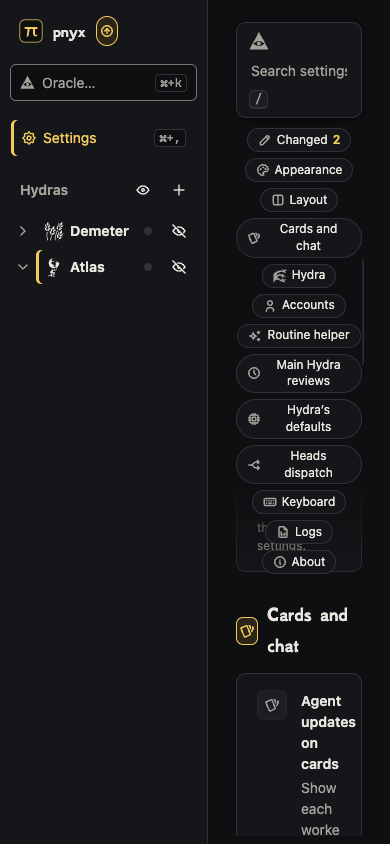 pnyx
Oracle...
⌘+k
Settings
⌘+,
Hydras
Demeter
Atlas
Search settings
/
Changed 2
Appearance
Layout
Cards and
chat
Hydra
Accounts
Routine helper
Main Hydra
reviews
Hydra's
defaults
Heads
dispatch
Keyboard
Logs
settings.
About
Cards and
chat
Agent
updates
on
cards
Show
each
worke